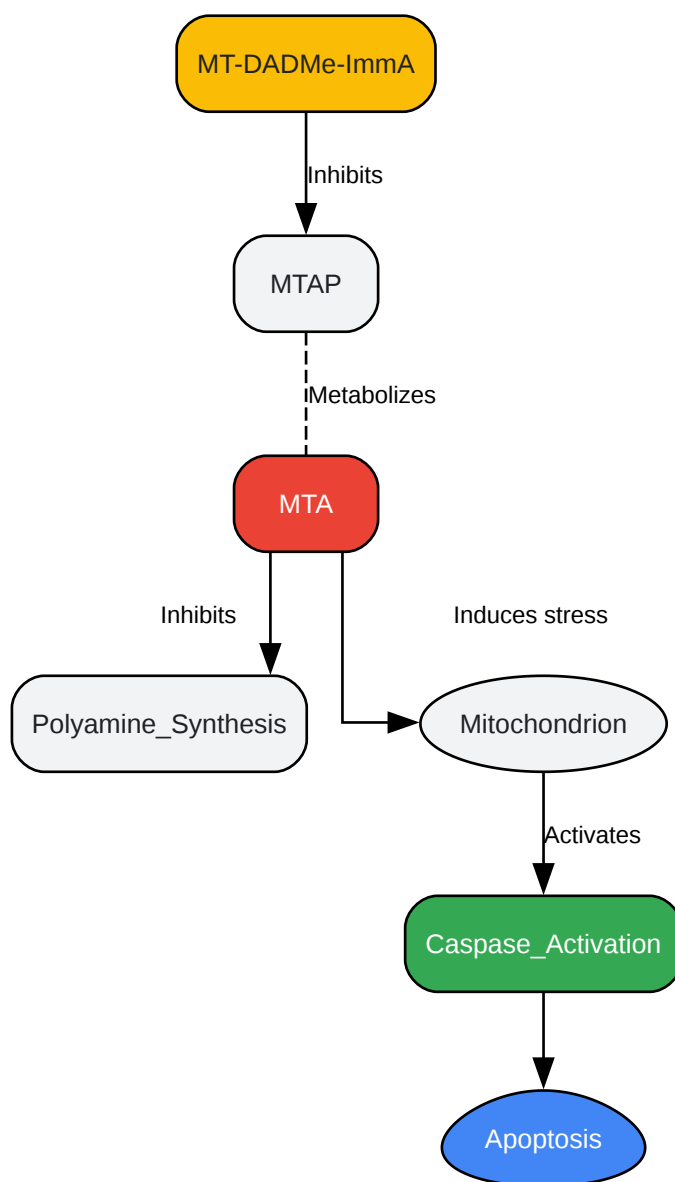 MT-DADMe-ImmA
Inhibits
MTAP
Metabolizes
MTA
Inhibits
Induces stress
Polyamine_Synthesis
Mitochondrion
Activates
Caspase_Activation
Apoptosis